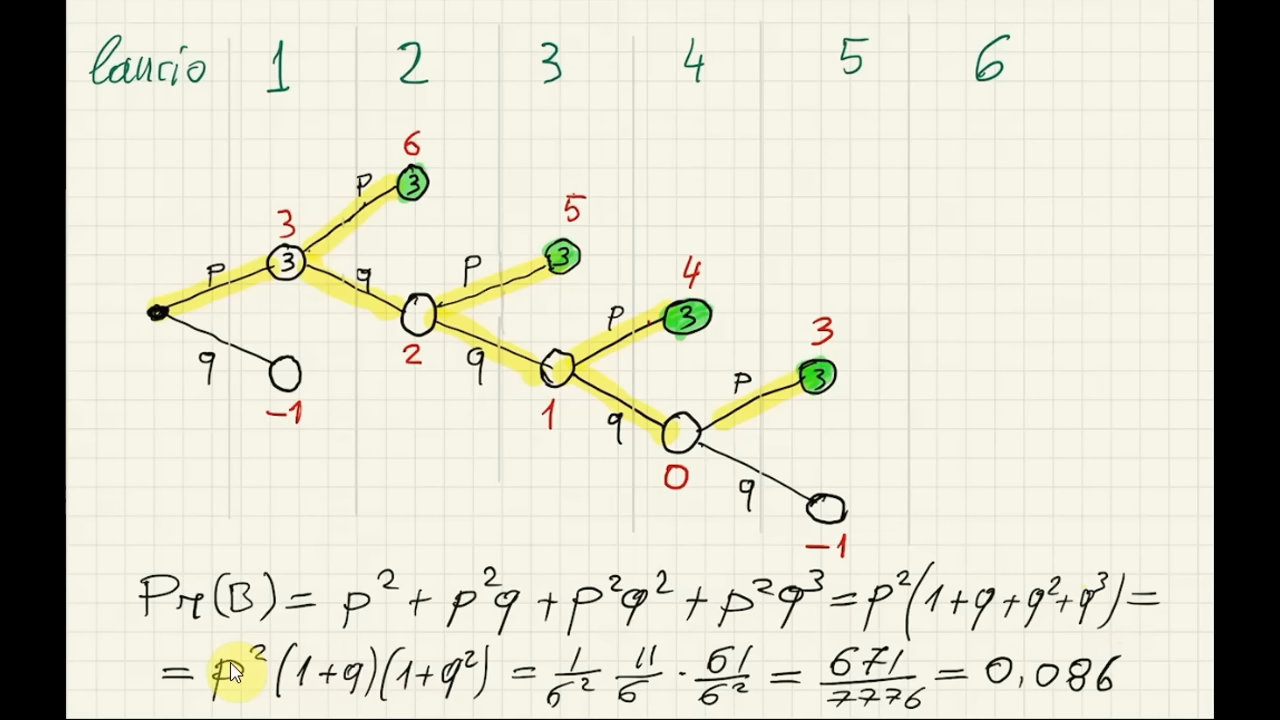 lancio 1 2 3 4 5 6
6
p 3
5
3
p 3 q p 3
4
p 3
2
q q
3
-1 1 q p 3
0
q
-1
Pr(B) = p² + p²q + p²q² + p²q³ = p²(1+q+q²+q³) =
= p²(1+q)(1+q²) = 1/6² 11/6 · 61/6² = 671/7776 = 0,086